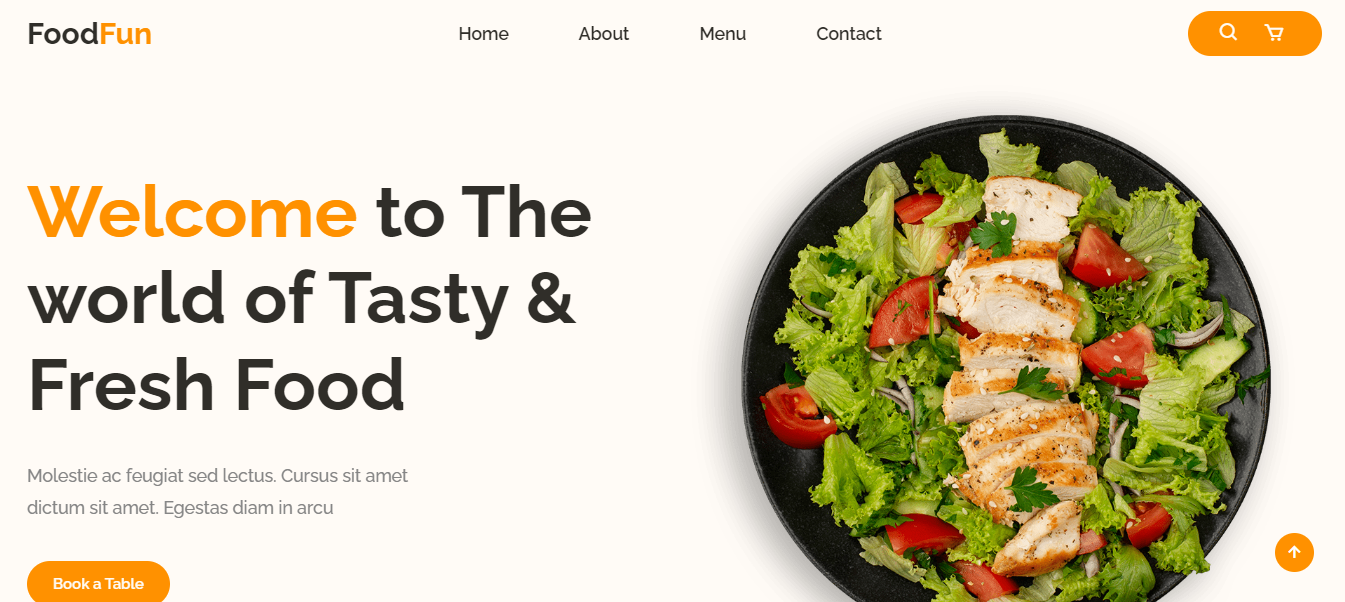 FoodFun
Home About Menu Contact
Welcome to The
world of Tasty &
Fresh Food
Molestie ac feugiat sed lectus. Cursus sit amet
dictum sit amet. Egestas diam in arcu
Book a Table